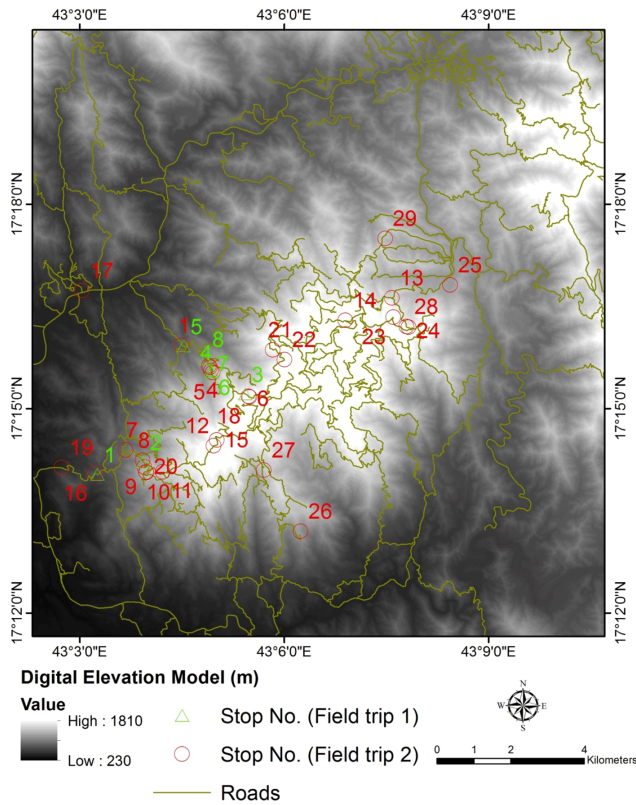 43°3'0"E 43°6'0"E 43°9'0"E
17°18'0"N 17°18'0"N
29
25
17
13
14
28
15
8
21
24
23
4
22
7
3
54
6
6
18
7
12
8
2
15
19
1
27
20
16
9
10
11
26
17°15'0"N 17°15'0"N
17°12'0"N 17°12'0"N
43°3'0"E 43°6'0"E 43°9'0"E
Digital Elevation Model (m)
Value
High : 1810
Low : 230
Stop No. (Field trip 1)
Stop No. (Field trip 2)
Roads
N
W E
S
0 1 2 4
Kilometers